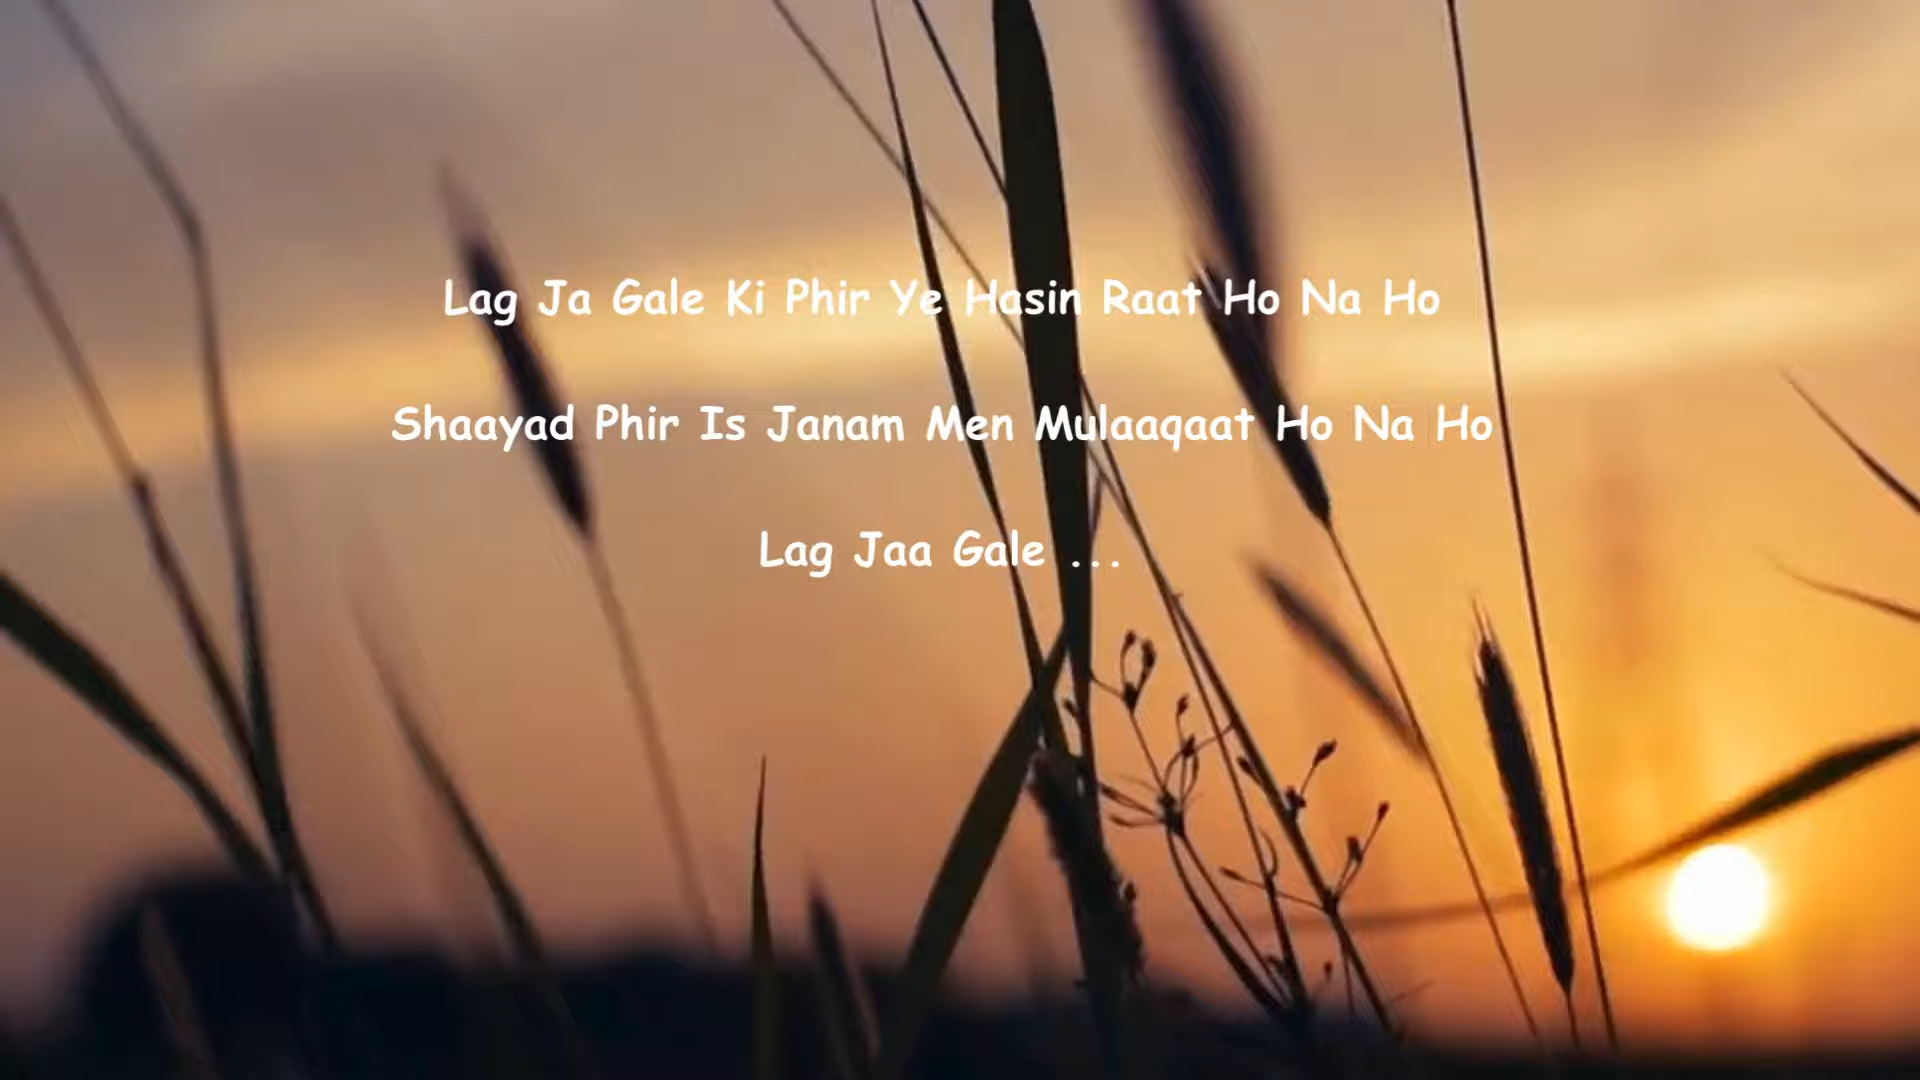 Lag Ja Gale Ki Phir Ye Hasin Raat Ho Na Ho
Shaayad Phir Is Janam Men Mulaaqaat Ho Na Ho
Lag Jaa Gale ...